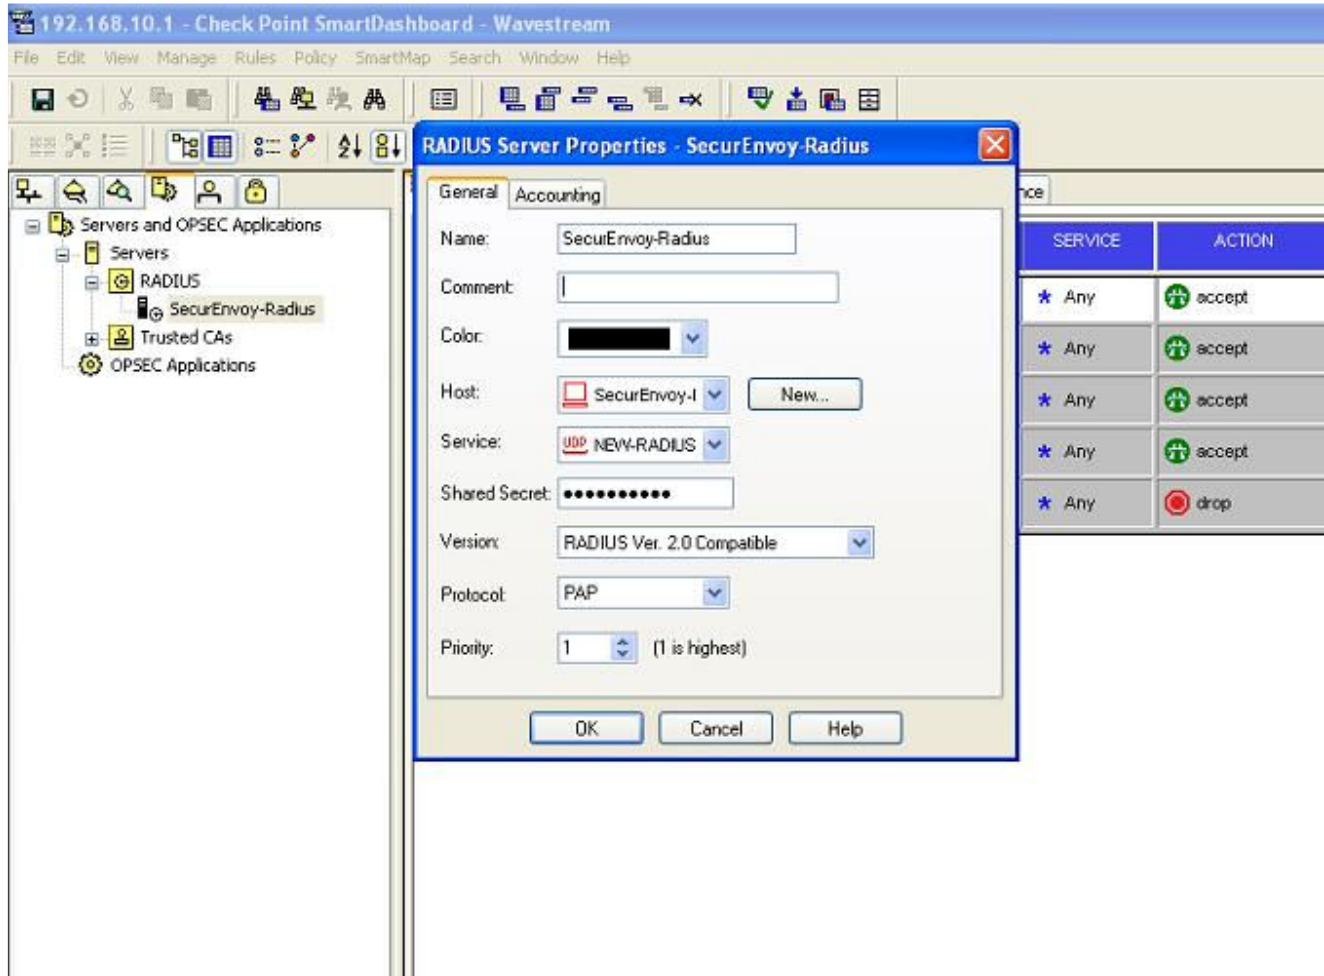 192.168.10.1 - Check Point SmartDashboard - Wavestream
File Edit View Manage Rules Policy SmartMap Search Window Help
RADIUS Server Properties - SecurEnvoy-Radius
General Accounting
Servers and OPSEC Applications
Servers
RADIUS
SecurEnvoy-Radius
Trusted CAs
OPSEC Applications
Name: SecurEnvoy-Radius
Comment:
Color:
Host: SecurEnvoy- New...
Service: UDP NEW-RADIUS
Shared Secret: ●●●●●●●●●●
Version: RADIUS Ver. 2.0 Compatible
Protocol: PAP
Priority: 1 (1 is highest)
OK Cancel Help
SERVICE ACTION
* Any accept
* Any accept
* Any accept
* Any accept
* Any drop